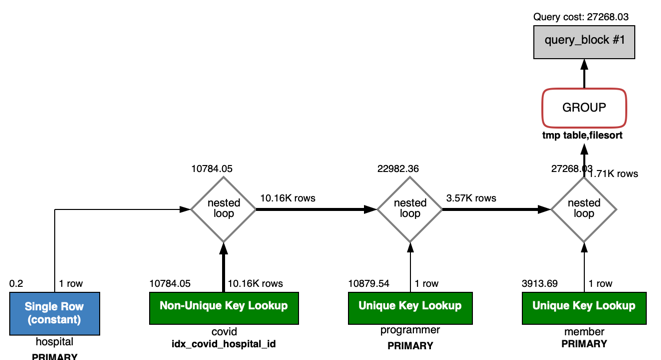 Query cost: 27268.03
query_block #1
GROUP
tmp table,filesort
10784.05
22982.36
27268.03
1.71K rows
nested
loop
10.16K rows
nested
loop
3.57K rows
nested
loop
0.2
1 row
10784.05
10.16K rows
10879.54
1 row
3913.69
1 row
Single Row
(constant)
Non-Unique Key Lookup
Unique Key Lookup
Unique Key Lookup
hospital
covid
programmer
member
PRIMARY
idx_covid_hospital_id
PRIMARY
PRIMARY